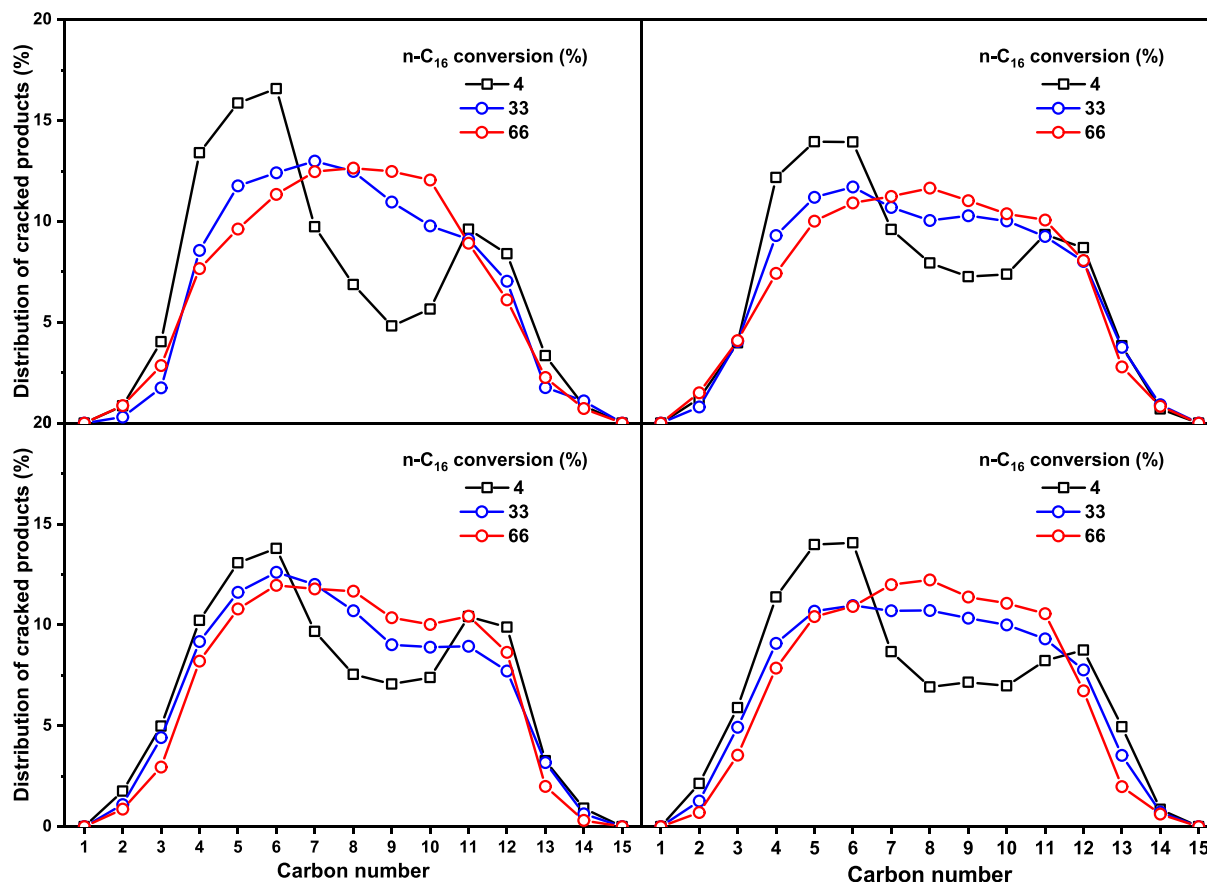 Distribution of cracked products (%)
20
15
10
5
20
n-C₁₆ conversion (%)
4
33
66
n-C₁₆ conversion (%)
4
33
66
Distribution of cracked products (%)
15
10
5
0
n-C₁₆ conversion (%)
4
33
66
n-C₁₆ conversion (%)
4
33
66
1 2 3 4 5 6 7 8 9 10 11 12 13 14 15
Carbon number
1 2 3 4 5 6 7 8 9 10 11 12 13 14 15
Carbon number